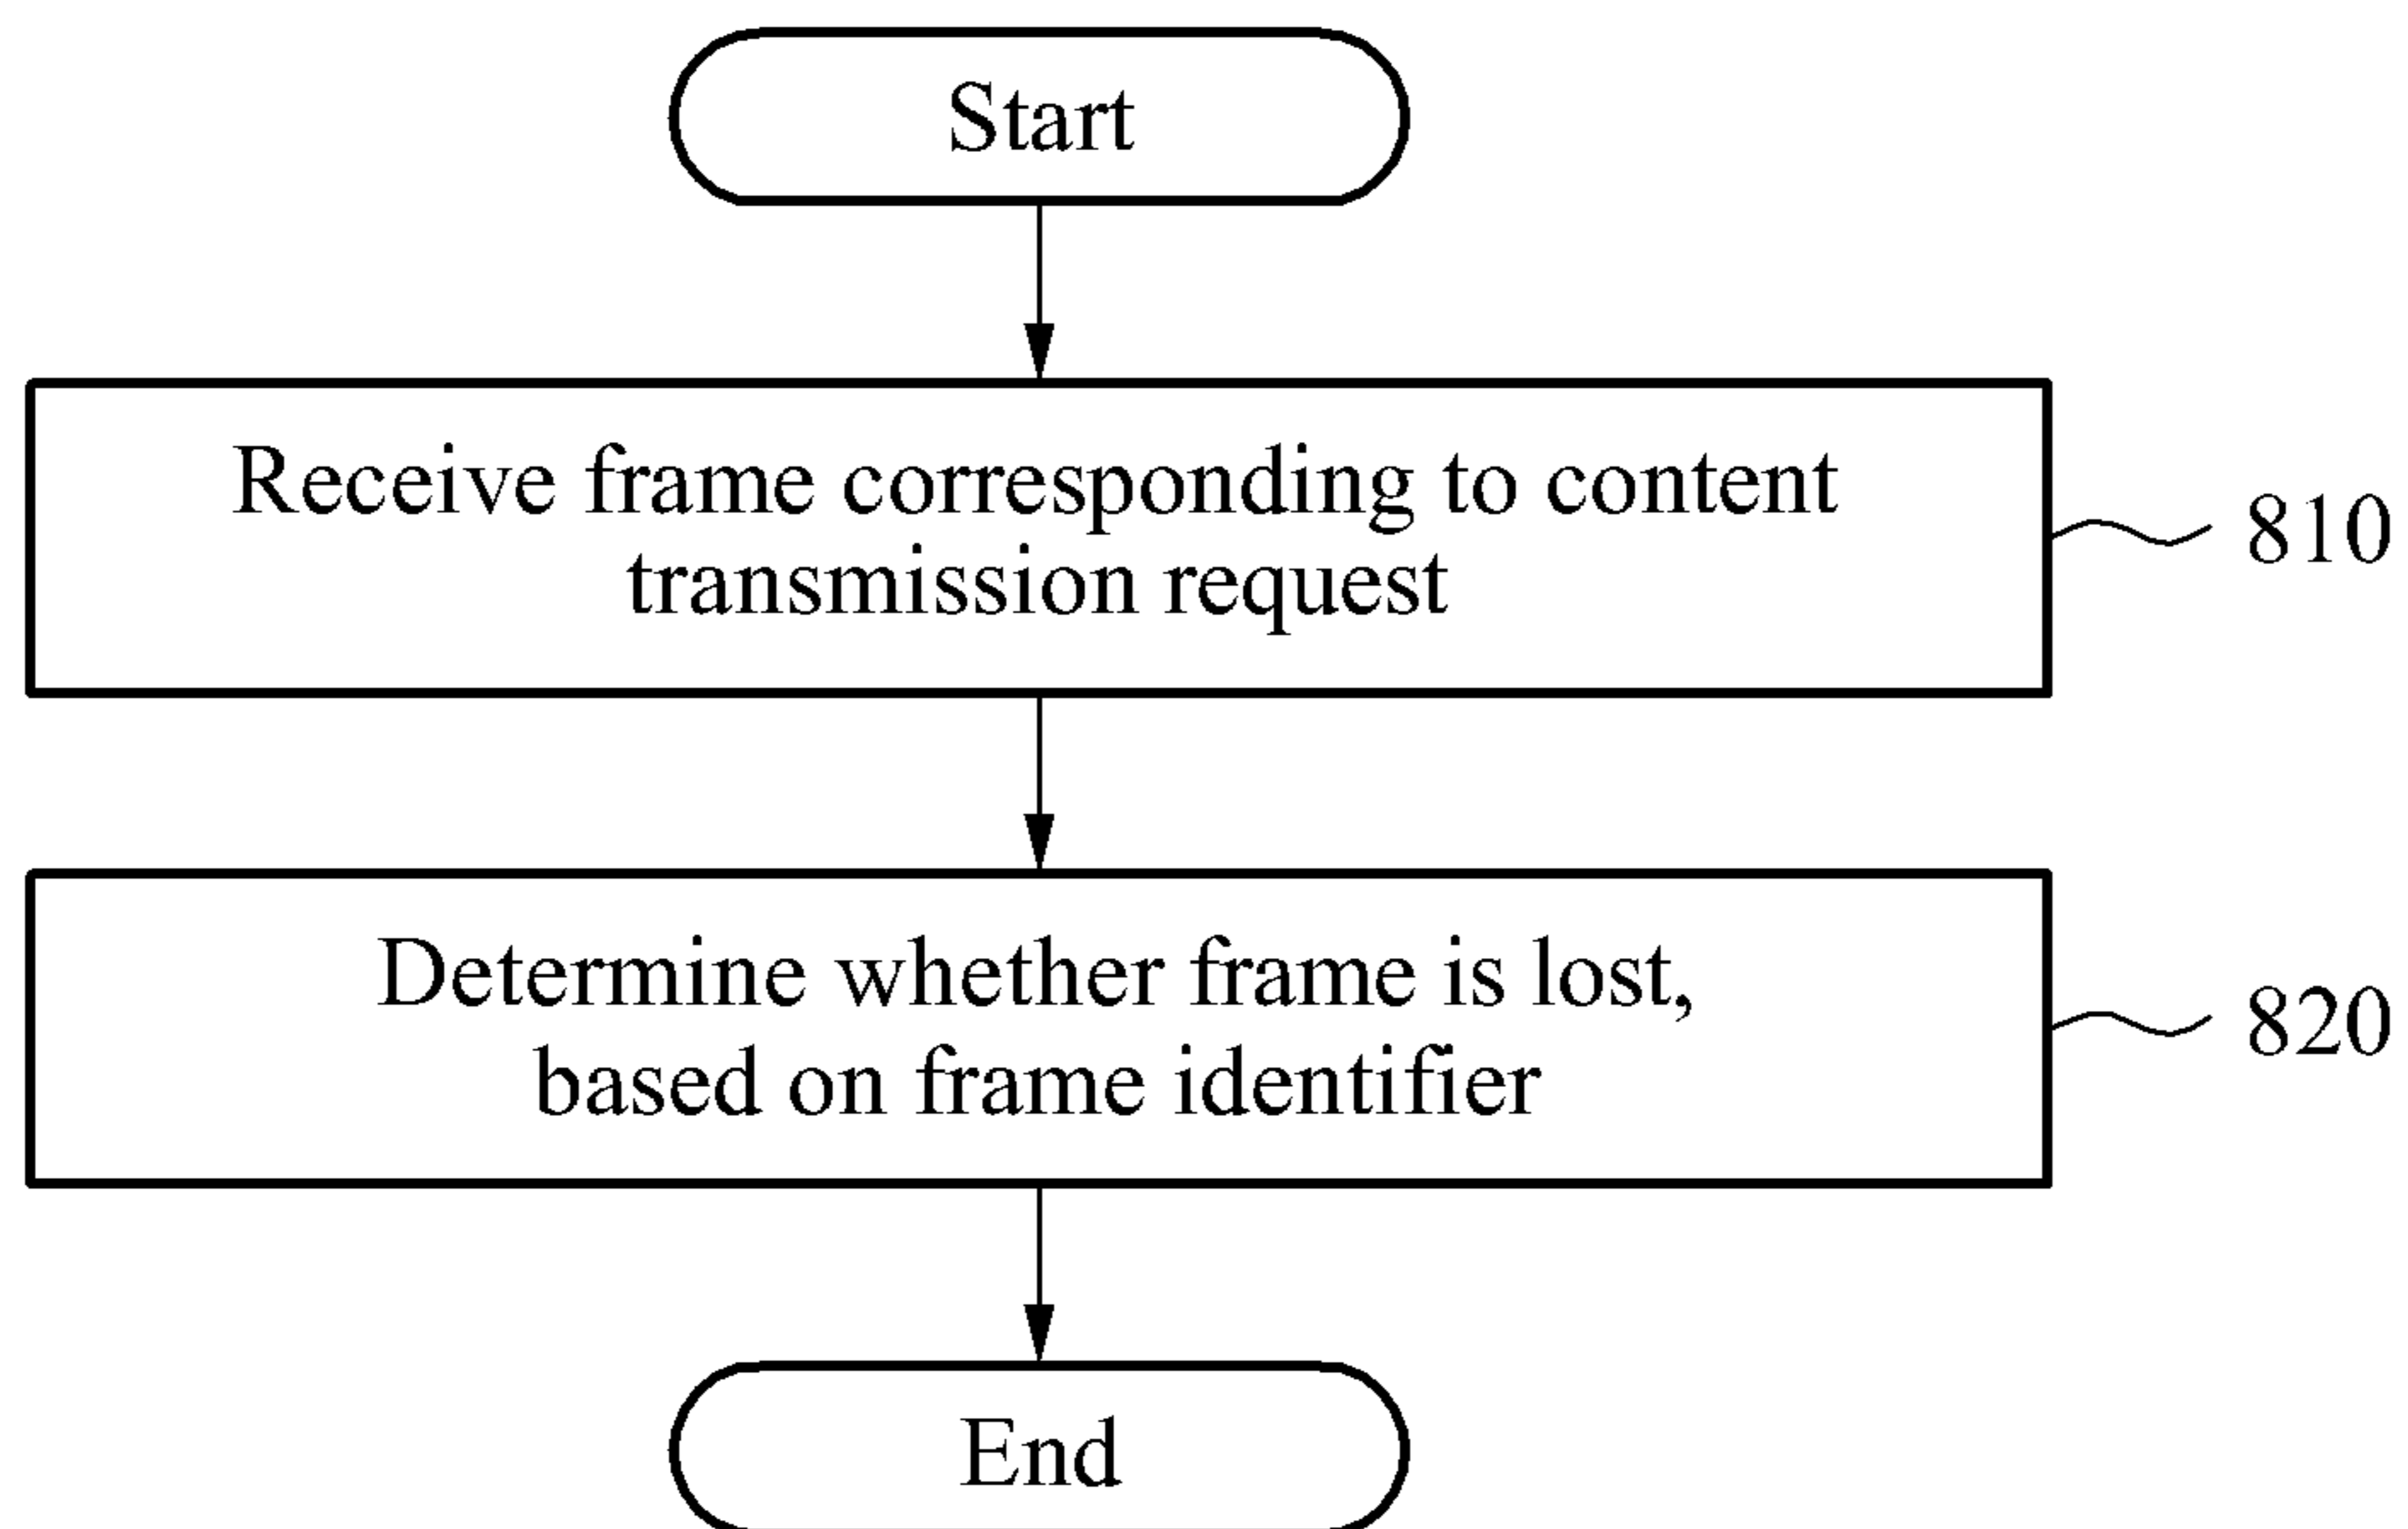 Start
Receive frame corresponding to content
transmission request
810
Determine whether frame is lost,
based on frame identifier
820
End